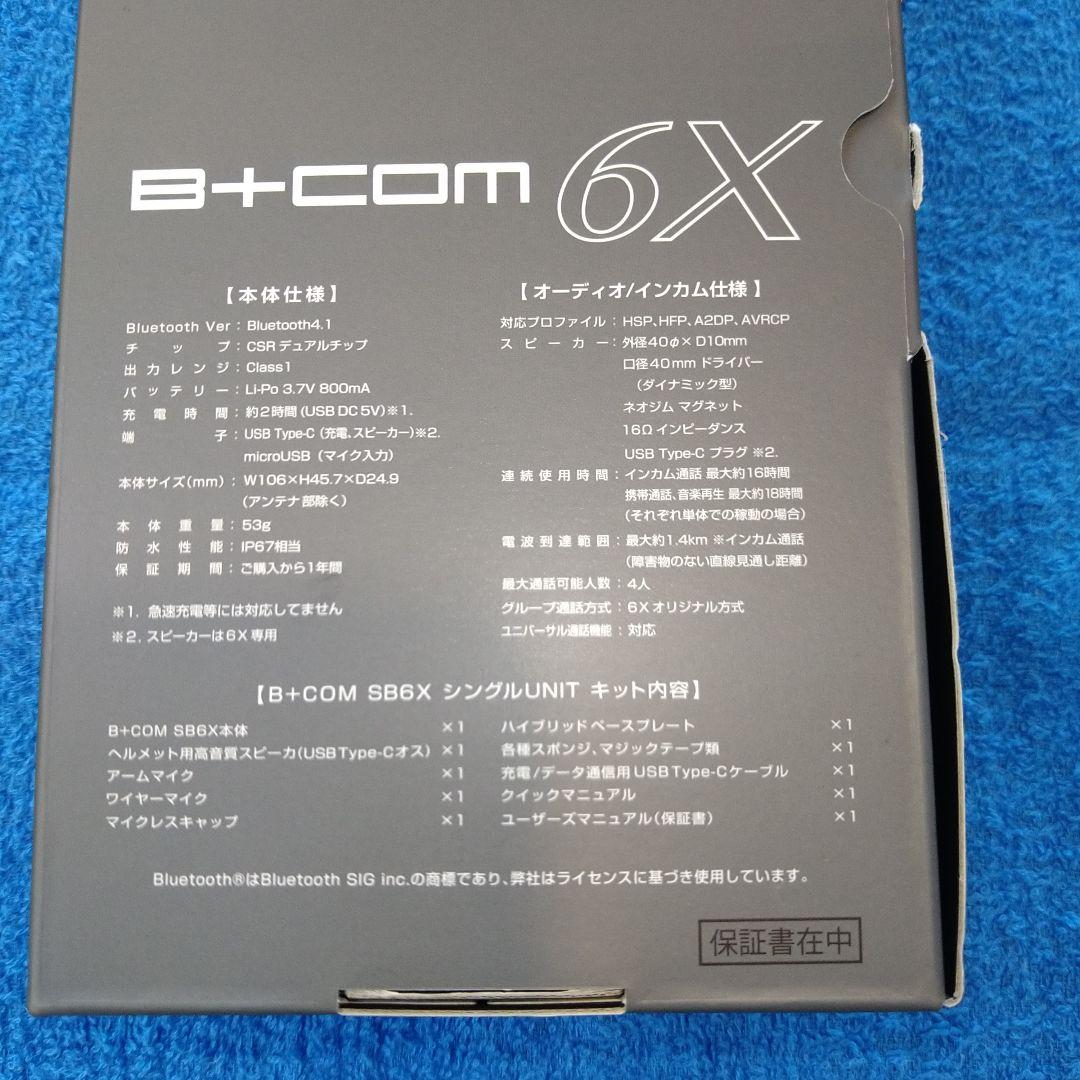 B+COM 6X
【本体仕様】
Bluetooth Ver：Bluetooth4.1
チップ：CSRデュアルチップ
出力レンジ：Class1
バッテリー：Li-Po 3.7V 800mA
充電時間：約2時間(USB DC5V)※1.
端子：USB Type-C（充電、スピーカー）※2.
microUSB（マイク入力）
本体サイズ(mm)：W106×H45.7×D24.9
（アンテナ部除く）
本体重量：53g
防水性能：IP67相当
保証期間：ご購入から1年間
※1. 急速充電等には対応してません
※2. スピーカーは6X専用
【オーディオ/インカム仕様】
対応プロファイル：HSP、HFP、A2DP、AVRCP
スピーカー：外径40φ×D10mm
口径40mm ドライバー
（ダイナミック型）
ネオジム マグネット
16Ω インピーダンス
USB Type-C プラグ ※2.
連続使用時間：インカム通話 最大約16時間
携帯通話、音楽再生 最大約18時間
（それぞれ単体での稼動の場合）
電波到達範囲：最大約1.4km ※インカム通話
（障害物のない直線見通し距離）
最大通話可能人数：4人
グループ通話方式：6Xオリジナル方式
ユニバーサル通話機能：対応
【B+COM SB6X シングルUNIT キット内容】
B+COM SB6X本体 ×1
ヘルメット用高音質スピーカ(USB Type-Cオス) ×1
アームマイク ×1
ワイヤーマイク ×1
マイクレスキャップ ×1
ハイブリッドベースプレート ×1
各種スポンジ、マジックテープ類 ×1
充電/データ通信用USB Type-Cケーブル ×1
クイックマニュアル ×1
ユーザーズマニュアル(保証書) ×1
Bluetooth®はBluetooth SIG inc.の商標であり、弊社はライセンスに基づき使用しています。
保証書在中